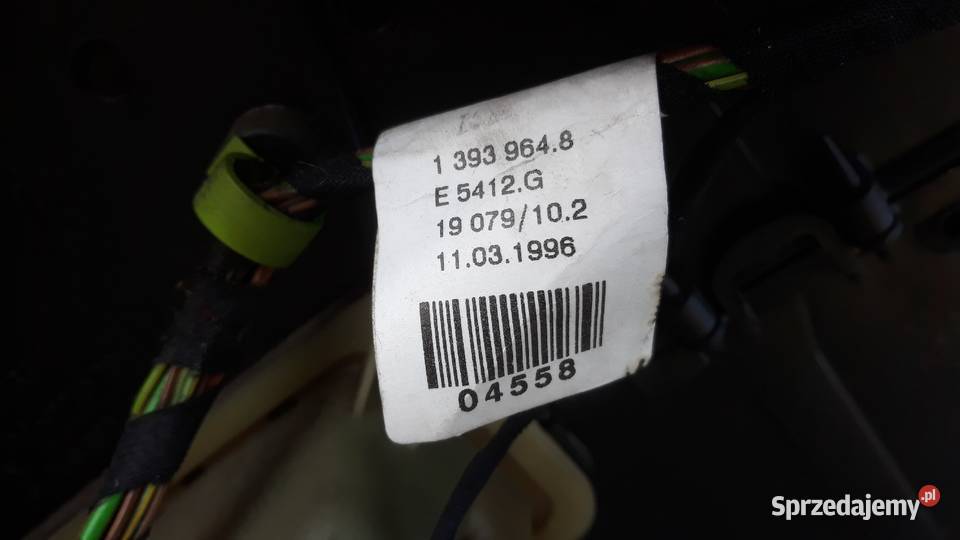 1 393 964.8
E 5412.G
19 079/10.2
11.03.1996
04558
Sprzedajemy.pl